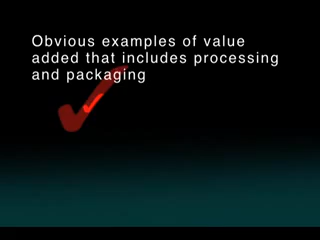 Obvious examples of value
added that includes processing
and packaging